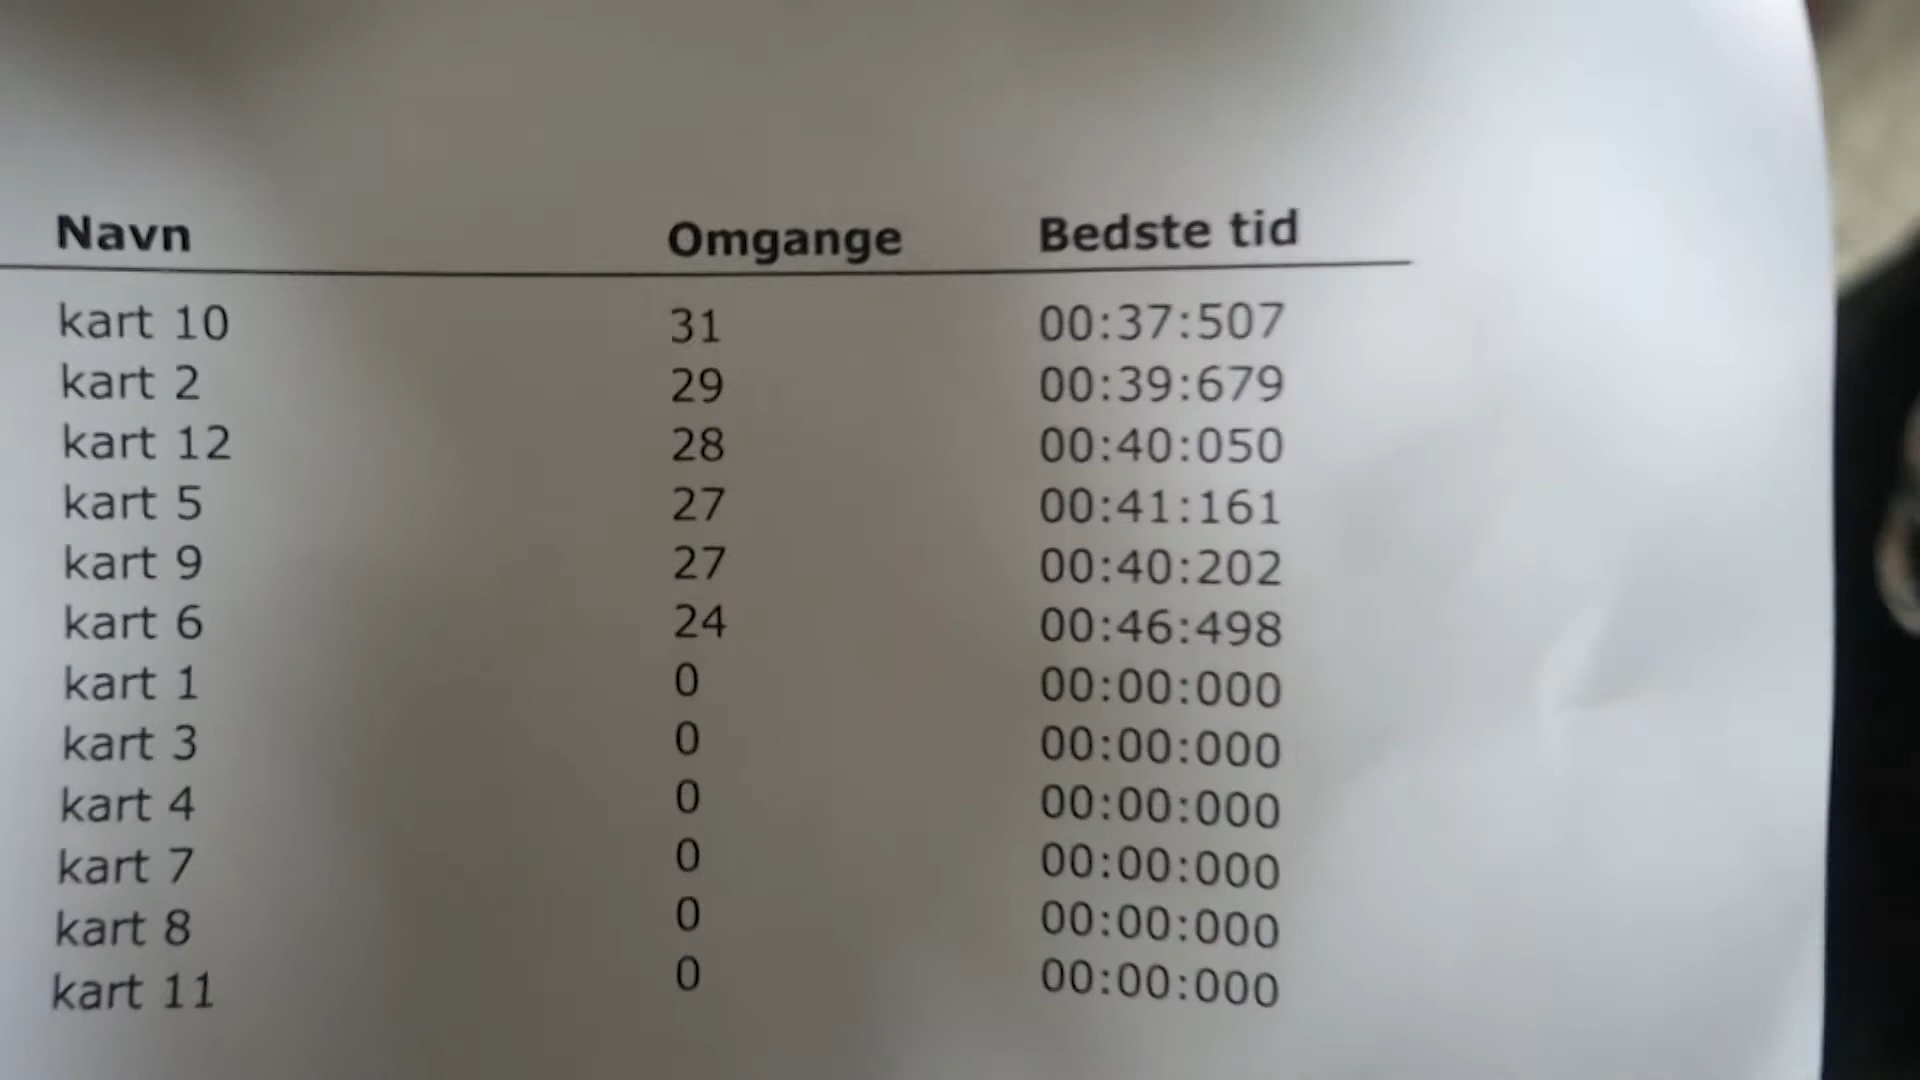 Navn Omgange Bedste tid
kart 10 31 00:37:507
kart 2 29 00:39:679
kart 12 28 00:40:050
kart 5 27 00:41:161
kart 9 27 00:40:202
kart 6 24 00:46:498
kart 1 0 00:00:000
kart 3 0 00:00:000
kart 4 0 00:00:000
kart 7 0 00:00:000
kart 8 0 00:00:000
kart 11 0 00:00:000